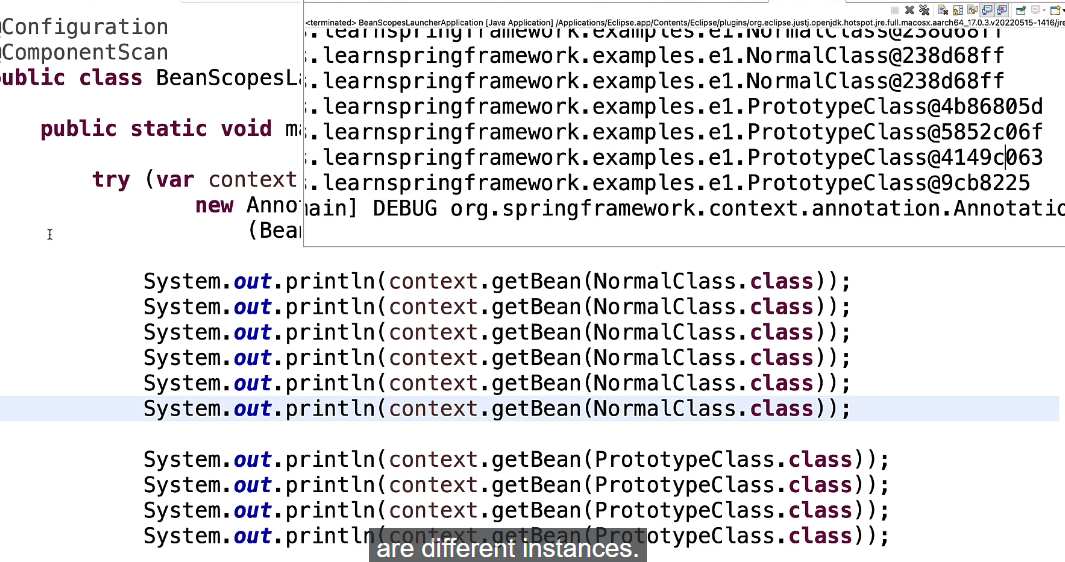 @Configuration
@ComponentScan
public class BeanScopesLa
public static void ma
try (var context
new Anno
(Bean
<terminated> BeanScopesLauncherApplication [Java Application] /Applications/Eclipse.app/Contents/Eclipse/plugins/org.eclipse.justj.openjdk.hotspot.jre.full.macosx.aarch64_17.0.3.v20220515-1416/jre
s.learnspringframework.examples.e1.NormalClass@238d68ff
s.learnspringframework.examples.e1.NormalClass@238d68ff
s.learnspringframework.examples.e1.NormalClass@238d68ff
s.learnspringframework.examples.e1.PrototypeClass@4b86805d
s.learnspringframework.examples.e1.PrototypeClass@5852c06f
s.learnspringframework.examples.e1.PrototypeClass@4149c063
s.learnspringframework.examples.e1.PrototypeClass@9cb8225
main] DEBUG org.springframework.context.annotation.Annotatio
System.out.println(context.getBean(NormalClass.class));
System.out.println(context.getBean(NormalClass.class));
System.out.println(context.getBean(NormalClass.class));
System.out.println(context.getBean(NormalClass.class));
System.out.println(context.getBean(NormalClass.class));
System.out.println(context.getBean(NormalClass.class));
System.out.println(context.getBean(PrototypeClass.class));
System.out.println(context.getBean(PrototypeClass.class));
System.out.println(context.getBean(PrototypeClass.class));
System.out.println(context.getBean(PrototypeClass.class));
are different instances.